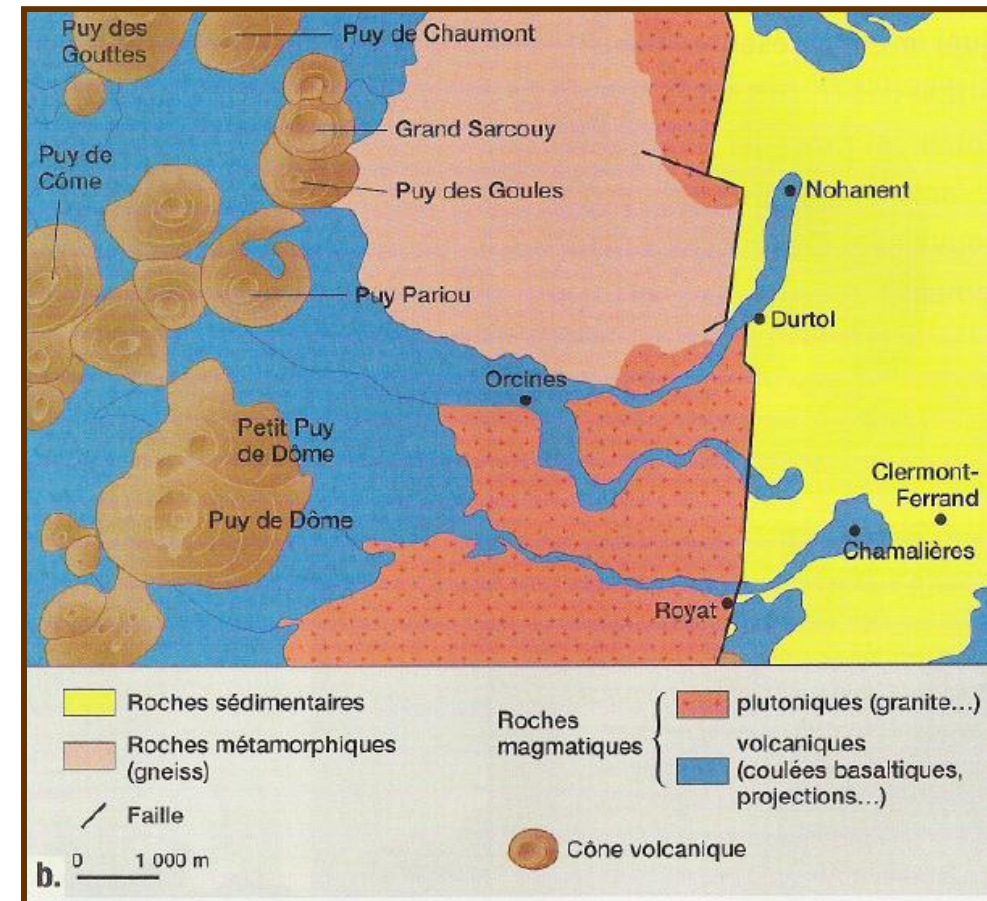 Puy des
Gouttes
Puy de Chaumont
Grand Sarcouy
Puy de
Côme
Puy des Goules
Nohanent
Puy Pariou
Durtol
Orcines
Petit Puy
de Dôme
Clermont-
Ferrand
Puy de Dôme
Chamalières
Royat
Roches sédimentaires
Roches métamorphiques
(gneiss)
Faille
0 1 000 m
b.
Roches
magmatiques
plutoniques (granite...)
volcaniques
(coulées basaltiques,
projections...)
Cône volcanique